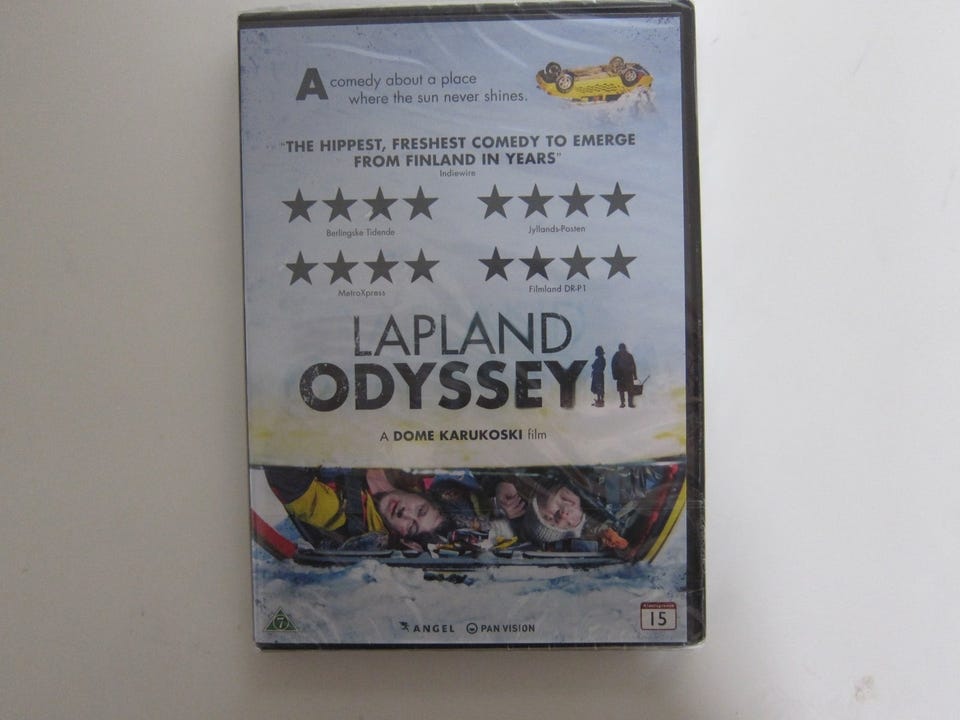 A comedy about a place
where the sun never shines.
"THE HIPPEST, FRESHEST COMEDY TO EMERGE
FROM FINLAND IN YEARS"
Indiewire
★★★★ ★★★★
Berlingske Tidende Jyllands-Posten
★★★★ ★★★★
MetroXpress Filmland DR-P1
LAPLAND
ODYSSEY
A DOME KARUKOSKI film
7
ANGEL PAN VISION
15